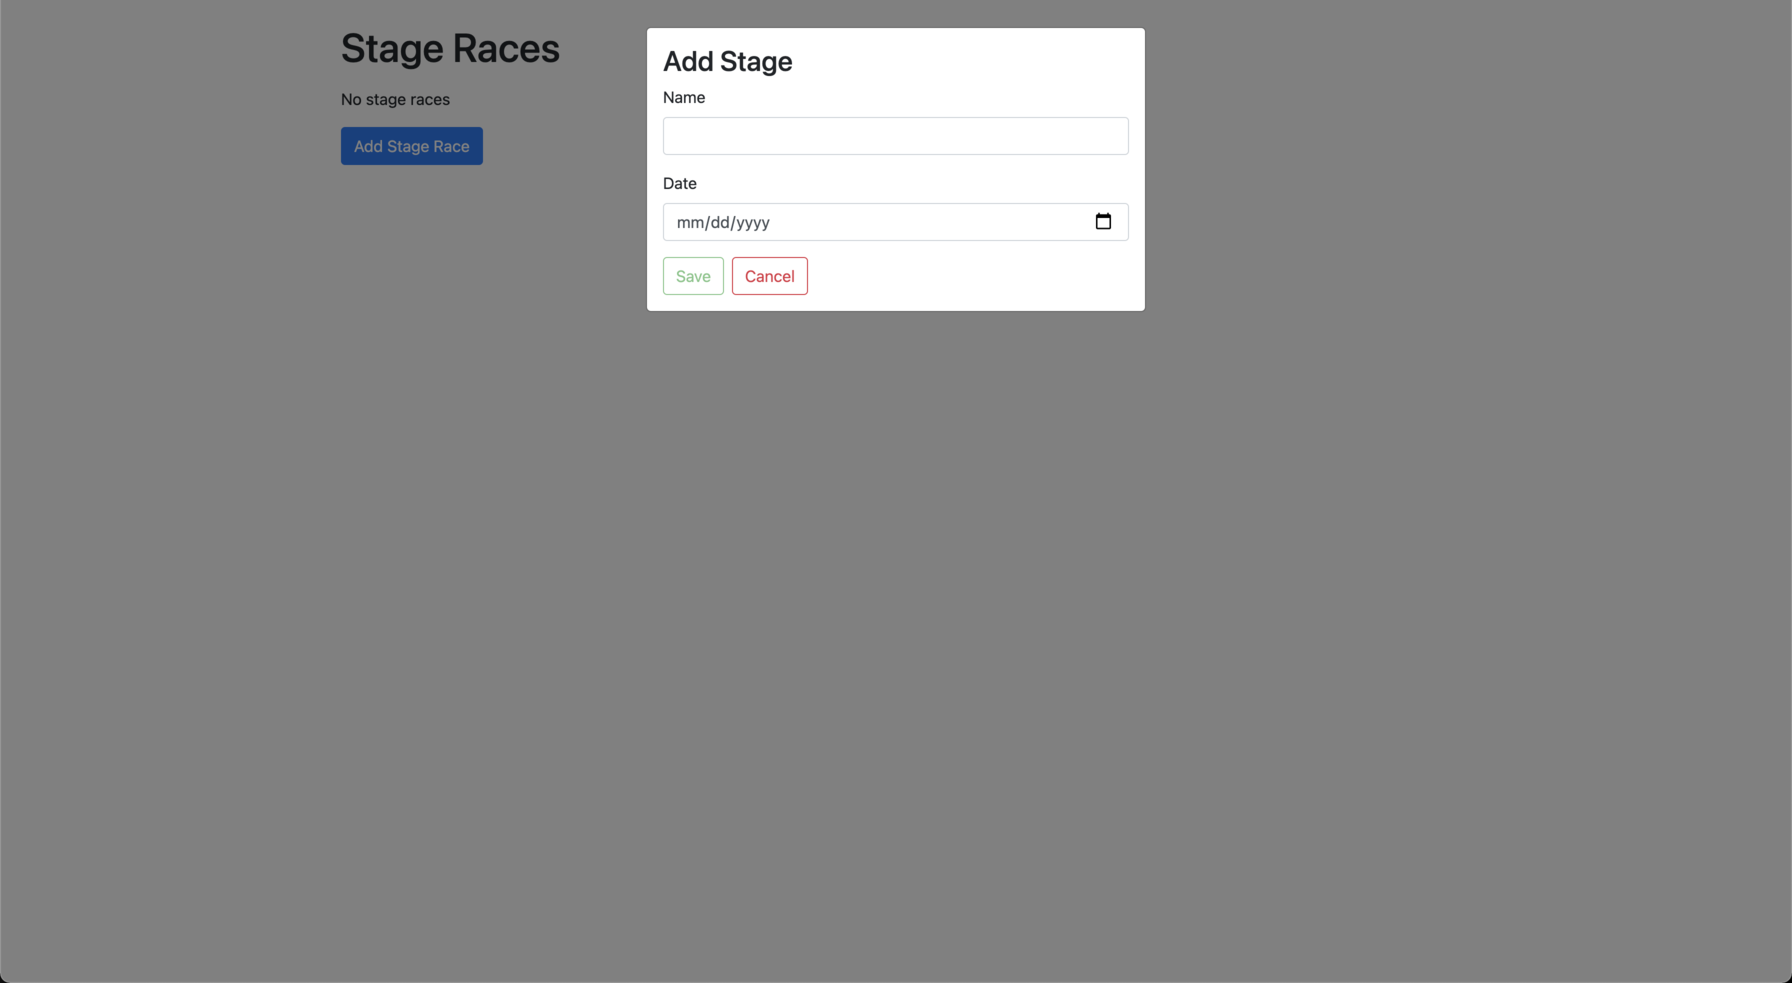 Stage Races
No stage races
Add Stage Race
Add Stage
Name
Date
mm/dd/yyyy
Save
Cancel